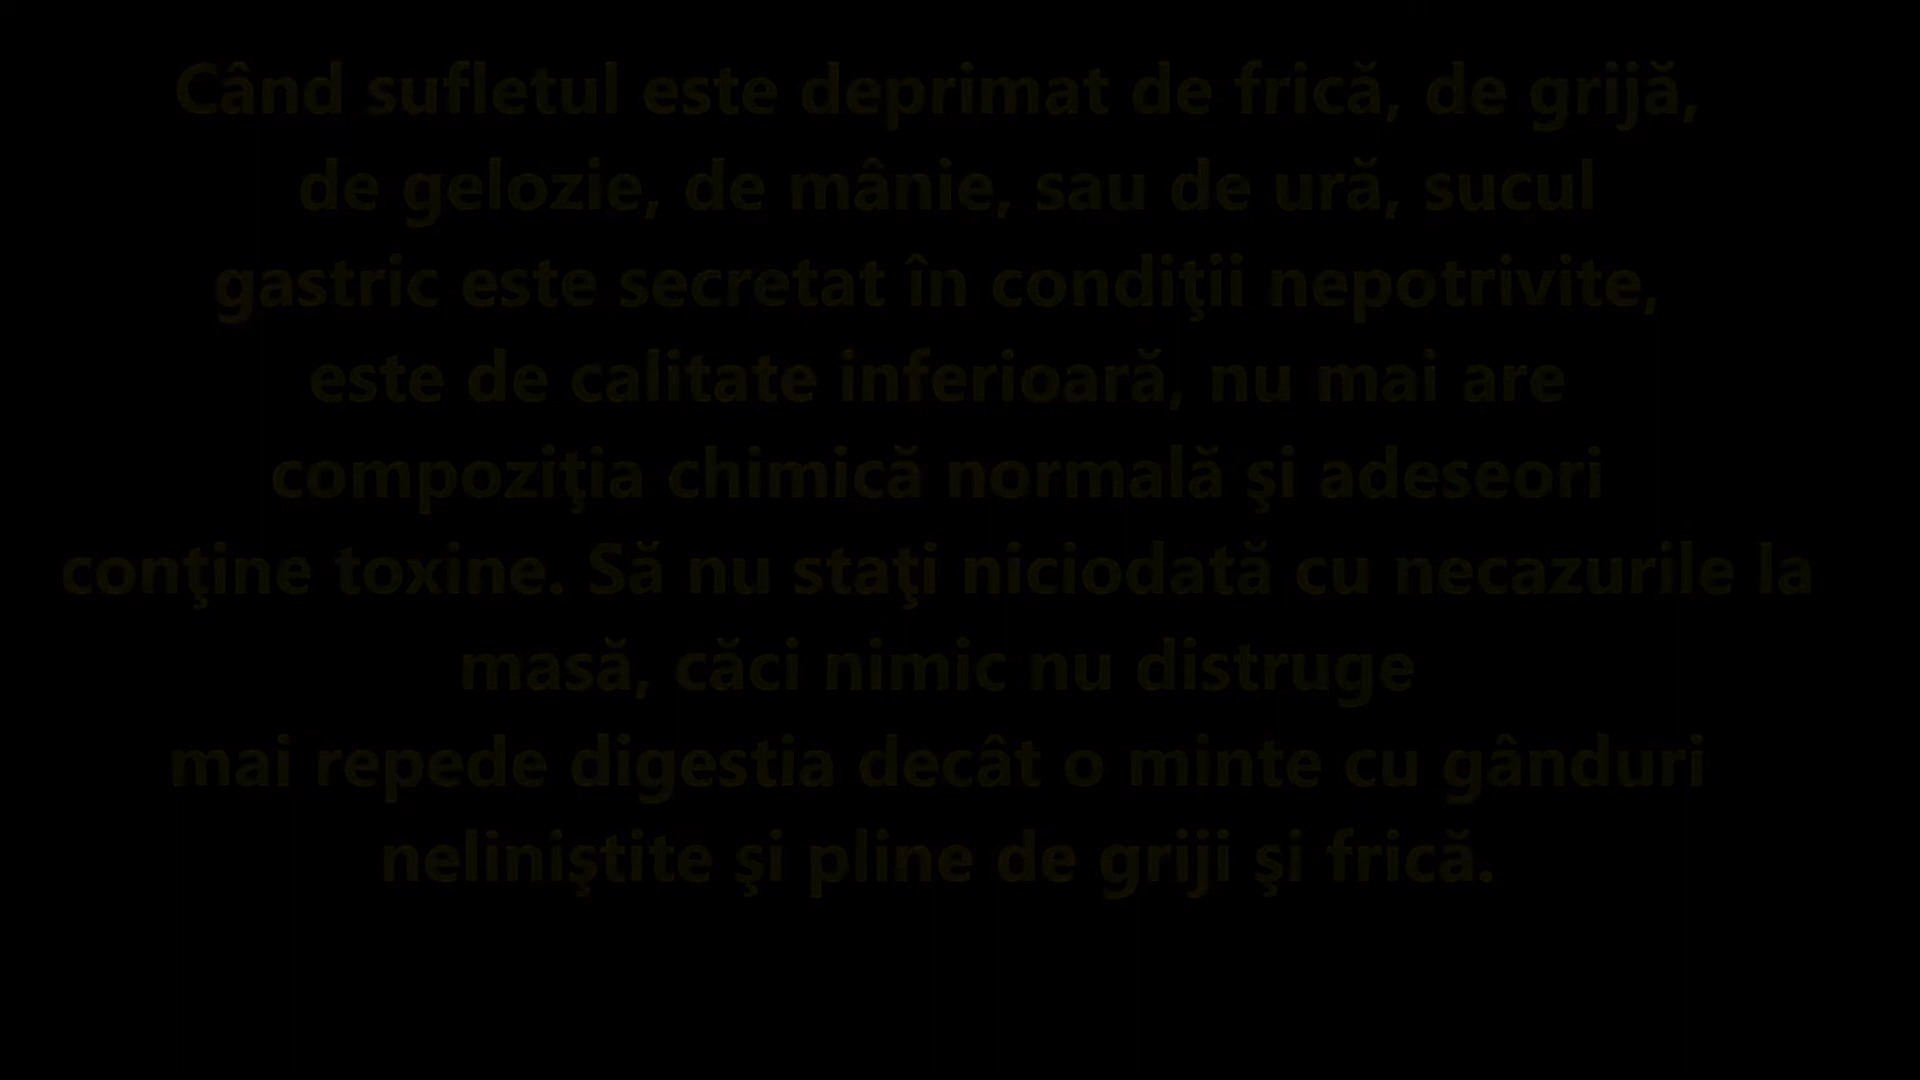 Când sufletul este deprimat de frică, de grijă,
de gelozie, de mânie, sau de ură, sucul
gastric este secretat în condiţii nepotrivite,
este de calitate inferioară, nu mai are
compoziţia chimică normală şi adeseori
conţine toxine. Să nu staţi niciodată cu necazurile la
masă, căci nimic nu distruge
mai repede digestia decât o minte cu gânduri
neliniştite şi pline de griji şi frică.